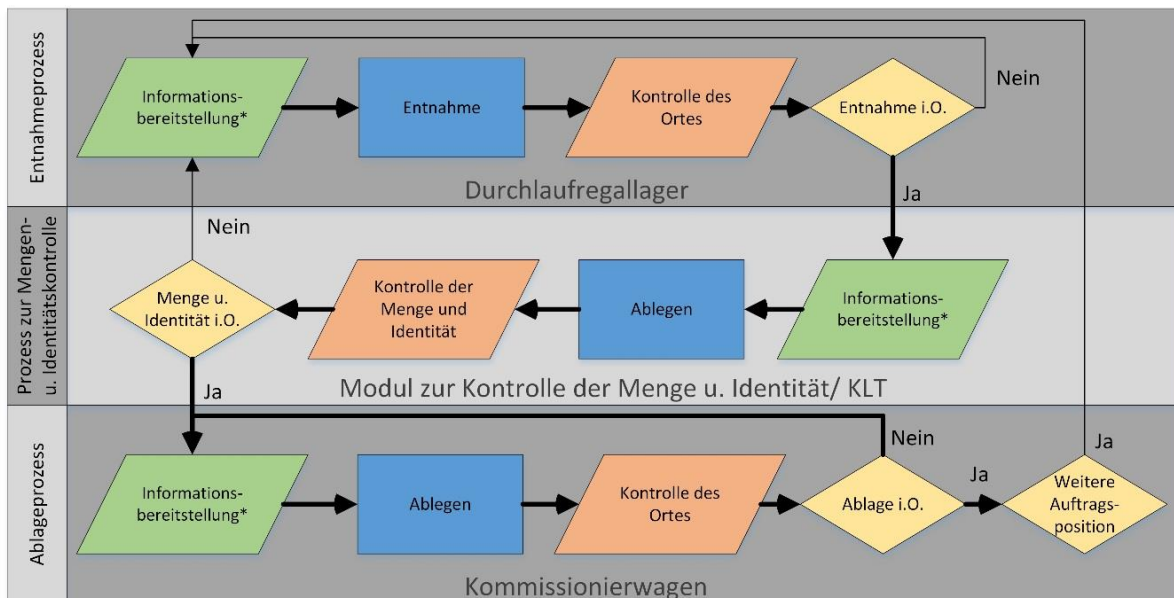 Entnahmeprozess
Informations-
bereitstellung*
Entnahme
Kontrolle des
Ortes
Entnahme i.O.
Nein
Ja
Durchlaufregallager
Prozess zur Mengen-
u. Identitätskontrolle
Nein
Menge u.
Identität i.O.
Kontrolle der
Menge und
Identität
Ablegen
Informations-
bereitstellung*
Ja
Modul zur Kontrolle der Menge u. Identität/ KLT
Ablageprozess
Informations-
bereitstellung*
Ablegen
Kontrolle des
Ortes
Nein
Ablage i.O.
Ja
Ja
Weitere
Auftrags-
position
Kommissionierwagen